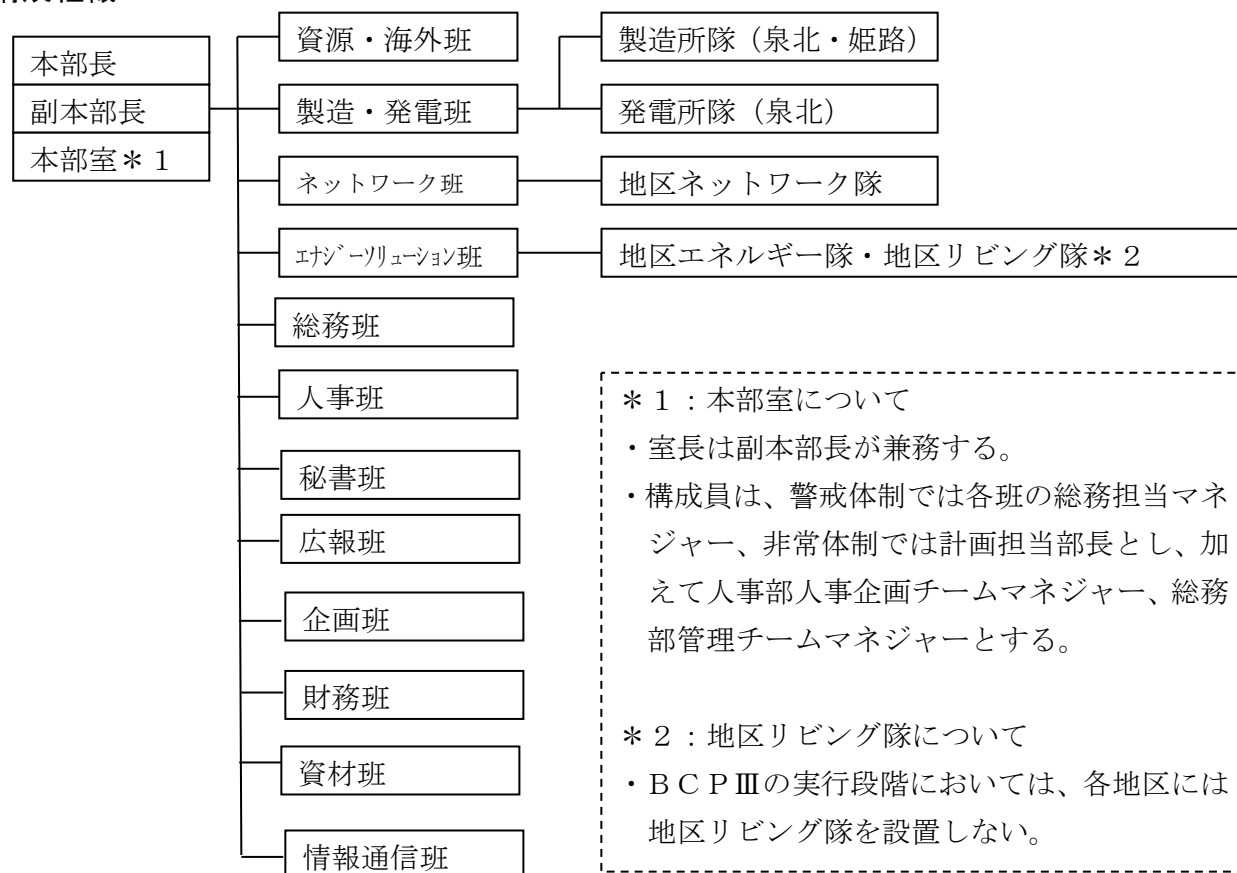 本部長
副本部長
本部室＊１
資源・海外班
製造・発電班
ネットワーク班
エナジーソリューション班
総務班
人事班
秘書班
広報班
企画班
財務班
資材班
情報通信班
製造所隊（泉北・姫路）
発電所隊（泉北）
地区ネットワーク隊
地区エネルギー隊・地区リビング隊＊２
＊１：本部室について
・室長は副本部長が兼務する。
・構成員は、警戒体制では各班の総務担当マネ
ジャー、非常体制では計画担当部長とし、加
えて人事部人事企画チームマネジャー、総務
部管理チームマネジャーとする。
＊２：地区リビング隊について
・ＢＣＰⅢの実行段階においては、各地区には
地区リビング隊を設置しない。